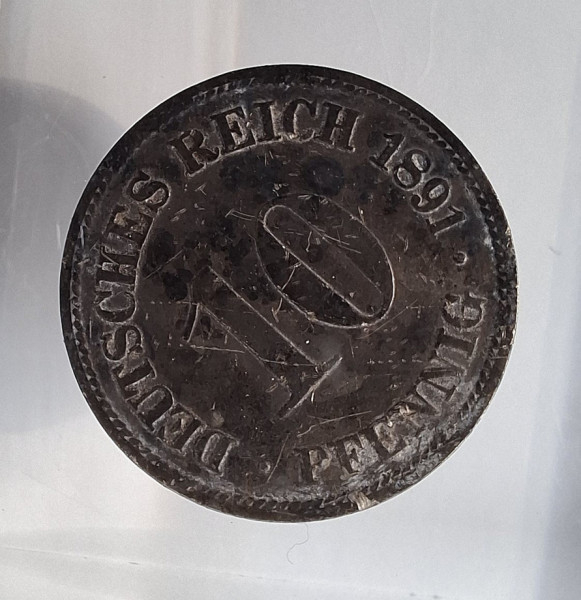 DEUTSCHES REICH 1891 ·
10
PFENNIG ·